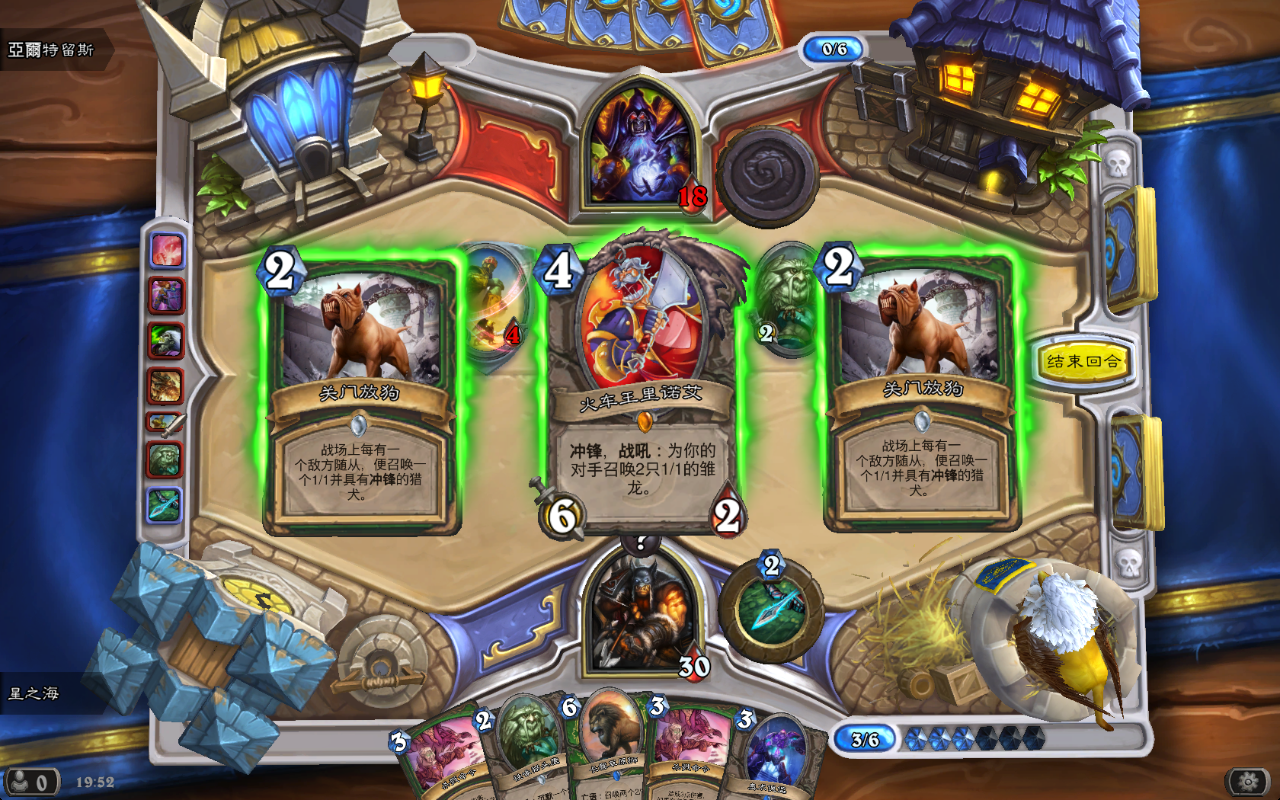 亞爾特留斯
0/6
18
2
4
2
4
2
关门放狗
火车王里诺艾
关门放狗
结束回合
战场上每有一
个敌方随从，便召唤一
个1/1并具有冲锋的猎
犬。
冲锋，战吼：为你的
对手召唤2只1/1的雏
龙。
战场上每有一
个敌方随从，便召唤一
个1/1并具有冲锋的猎
犬。
6
2
?
2
30
星之海
3
2
6
3
3
3/6
0
19:52